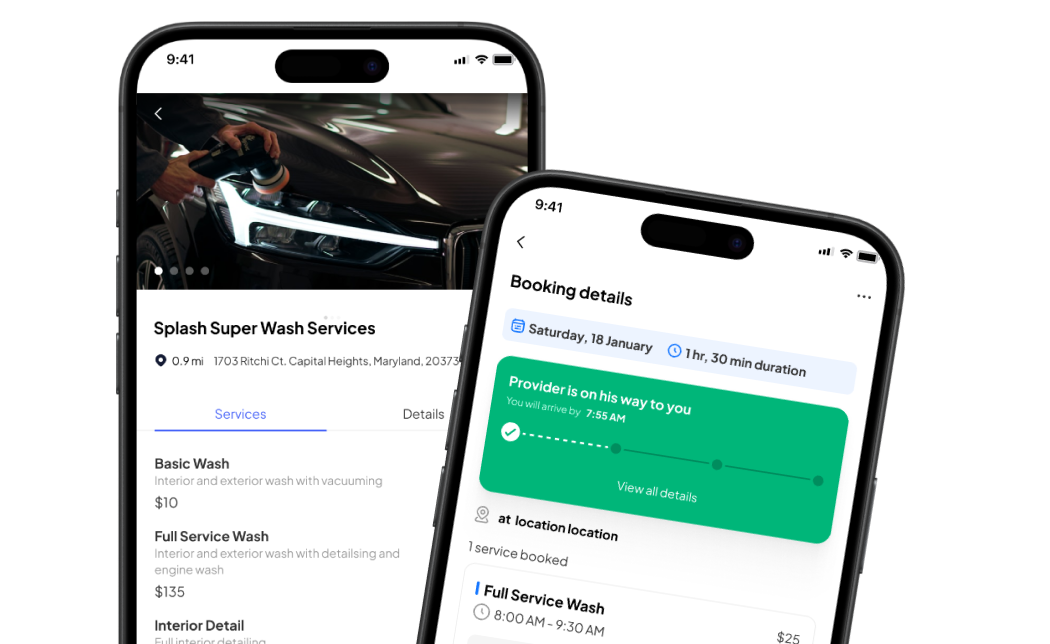 9:41
Splash Super Wash Services
0.9 mi 1703 Ritchi Ct. Capital Heights, Maryland, 20373
Services Details
Basic Wash
Interior and exterior wash with vacuuming
$10
Full Service Wash
Interior and exterior wash with detailsing and
engine wash
$135
Interior Detail
Full interior detailing
9:41
Booking details
Saturday, 18 January 1 hr, 30 min duration
Provider is on his way to you
You will arrive by 7:55 AM
View all details
at location location
1 service booked
Full Service Wash
8:00 AM - 9:30 AM $25